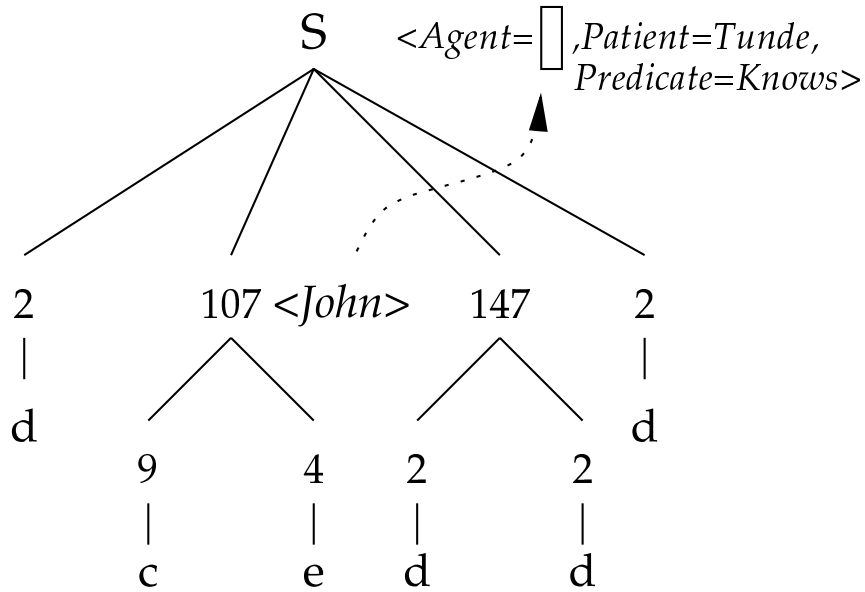 S <Agent=▯,Patient=Tunde,
Predicate=Knows>
2 107 <John> 147 2
d d
9 4 2 2
c e d d